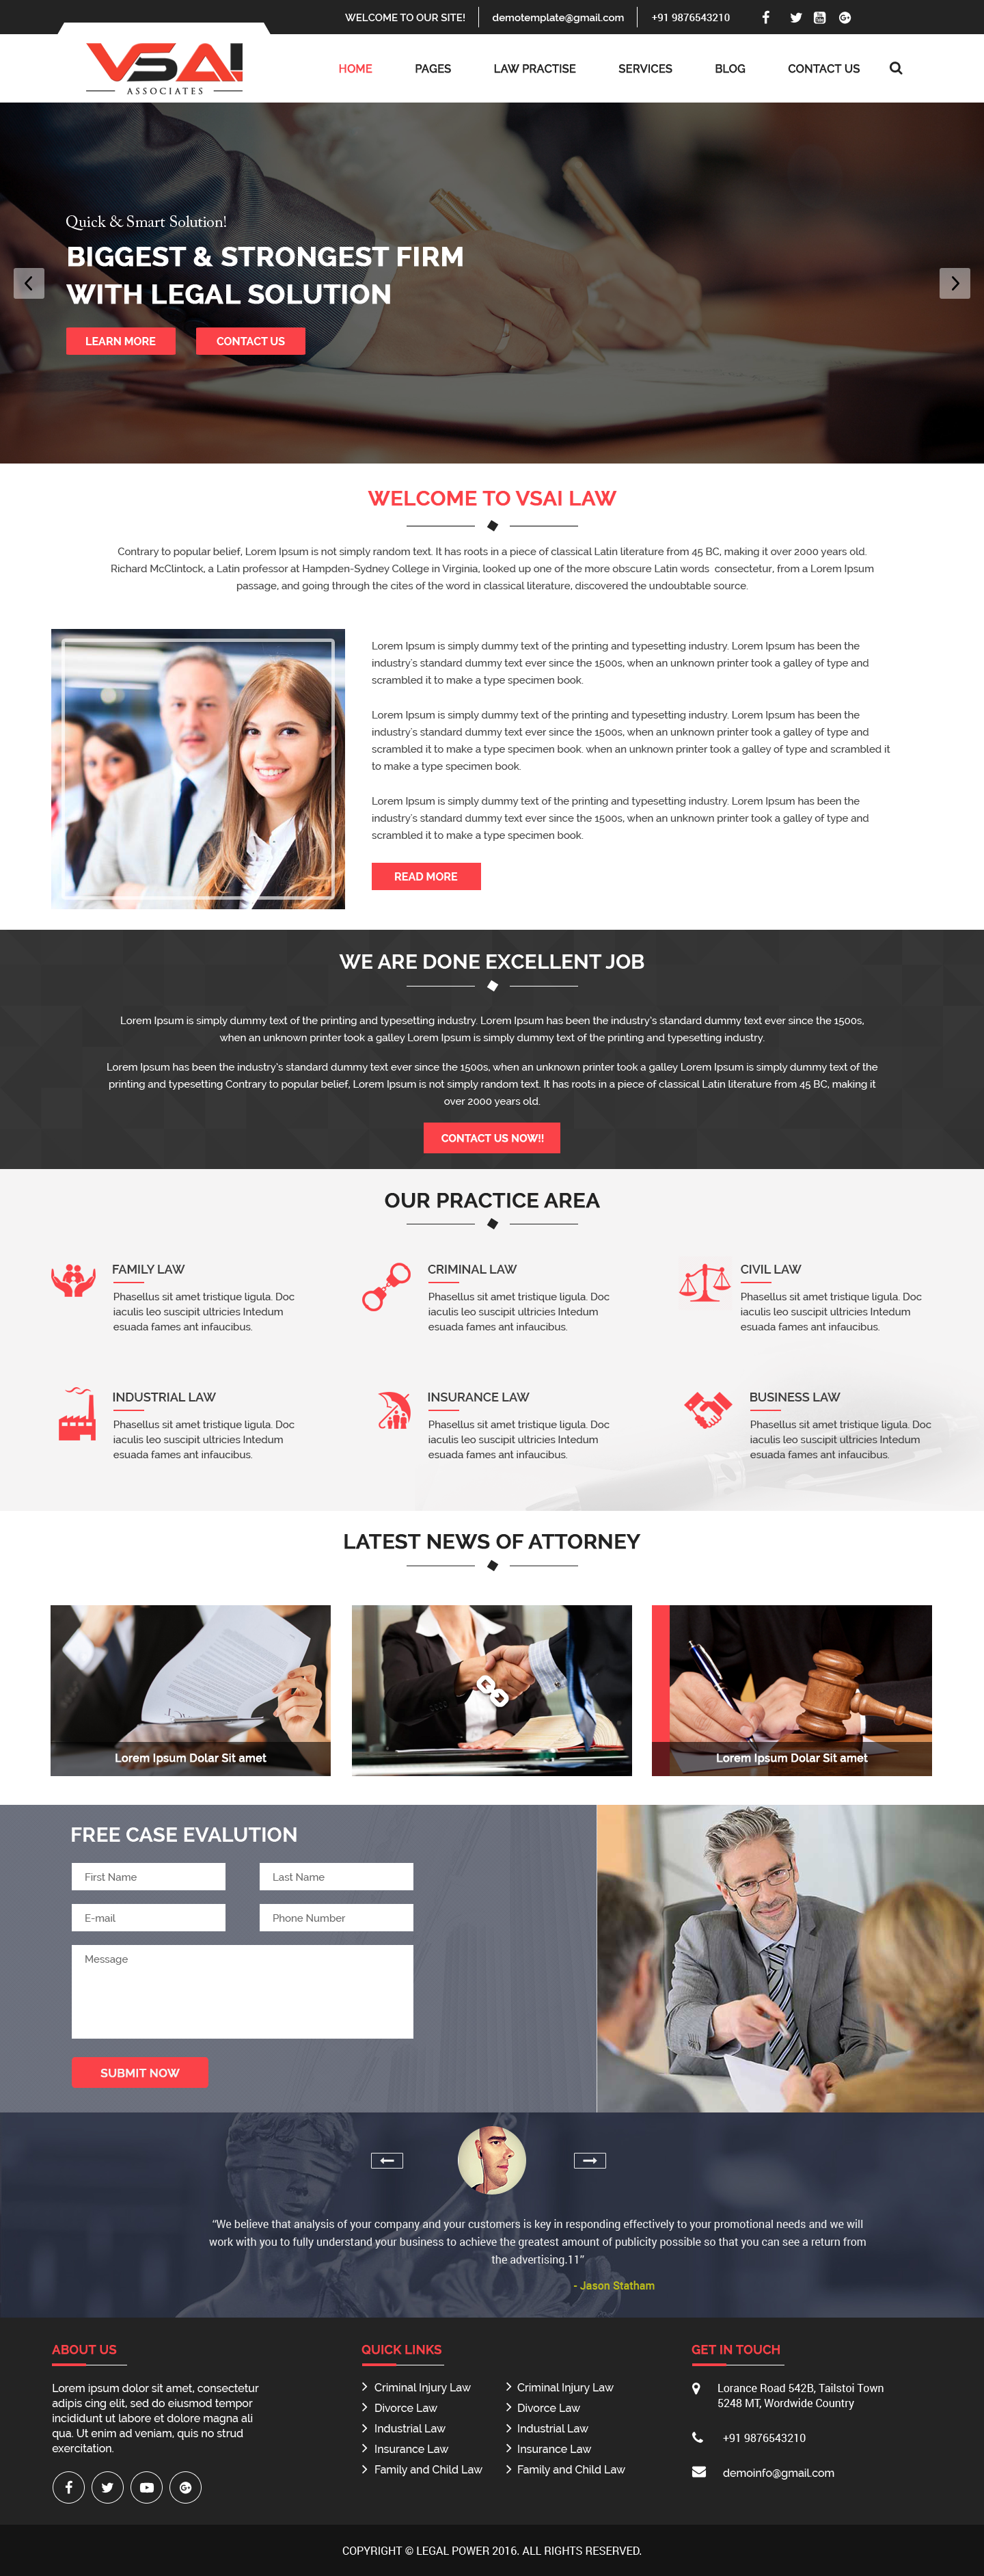 WELCOME TO OUR SITE!
demotemplate@gmail.com
+91 9876543210
VSAI
ASSOCIATES
HOME
PAGES
LAW PRACTISE
SERVICES
BLOG
CONTACT US
Quick & Smart Solution!
BIGGEST & STRONGEST FIRM
WITH LEGAL SOLUTION
LEARN MORE
CONTACT US
WELCOME TO VSAI LAW
Contrary to popular belief, Lorem Ipsum is not simply random text. It has roots in a piece of classical Latin literature from 45 BC, making it over 2000 years old.
Richard McClintock, a Latin professor at Hampden-Sydney College in Virginia, looked up one of the more obscure Latin words consectetur, from a Lorem Ipsum
passage, and going through the cites of the word in classical literature, discovered the undoubtable source.
Lorem Ipsum is simply dummy text of the printing and typesetting industry. Lorem Ipsum has been the
industry's standard dummy text ever since the 1500s, when an unknown printer took a galley of type and
scrambled it to make a type specimen book.
Lorem Ipsum is simply dummy text of the printing and typesetting industry. Lorem Ipsum has been the
industry's standard dummy text ever since the 1500s, when an unknown printer took a galley of type and
scrambled it to make a type specimen book. when an unknown printer took a galley of type and scrambled it
to make a type specimen book.
Lorem Ipsum is simply dummy text of the printing and typesetting industry. Lorem Ipsum has been the
industry's standard dummy text ever since the 1500s, when an unknown printer took a galley of type and
scrambled it to make a type specimen book.
READ MORE
WE ARE DONE EXCELLENT JOB
Lorem Ipsum is simply dummy text of the printing and typesetting industry. Lorem Ipsum has been the industry's standard dummy text ever since the 1500s,
when an unknown printer took a galley Lorem Ipsum is simply dummy text of the printing and typesetting industry.
Lorem Ipsum has been the industry's standard dummy text ever since the 1500s, when an unknown printer took a galley Lorem Ipsum is simply dummy text of the
printing and typesetting Contrary to popular belief, Lorem Ipsum is not simply random text. It has roots in a piece of classical Latin literature from 45 BC, making it
over 2000 years old.
CONTACT US NOW!!
OUR PRACTICE AREA
FAMILY LAW
Phasellus sit amet tristique ligula. Doc
iaculis leo suscipit ultricies Intedum
esuada fames ant infaucibus.
CRIMINAL LAW
Phasellus sit amet tristique ligula. Doc
iaculis leo suscipit ultricies Intedum
esuada fames ant infaucibus.
CIVIL LAW
Phasellus sit amet tristique ligula. Doc
iaculis leo suscipit ultricies Intedum
esuada fames ant infaucibus.
INDUSTRIAL LAW
Phasellus sit amet tristique ligula. Doc
iaculis leo suscipit ultricies Intedum
esuada fames ant infaucibus.
INSURANCE LAW
Phasellus sit amet tristique ligula. Doc
iaculis leo suscipit ultricies Intedum
esuada fames ant infaucibus.
BUSINESS LAW
Phasellus sit amet tristique ligula. Doc
iaculis leo suscipit ultricies Intedum
esuada fames ant infaucibus.
LATEST NEWS OF ATTORNEY
Lorem Ipsum Dolar Sit amet
Lorem Ipsum Dolar Sit amet
FREE CASE EVALUTION
First Name
Last Name
E-mail
Phone Number
Message
SUBMIT NOW
"We believe that analysis of your company and your customers is key in responding effectively to your promotional needs and we will
work with you to fully understand your business to achieve the greatest amount of publicity possible so that you can see a return from
the advertising.11"
- Jason Statham
ABOUT US
Lorem ipsum dolor sit amet, consectetur
adipis cing elit, sed do eiusmod tempor
incididunt ut labore et dolore magna ali
qua. Ut enim ad veniam, quis no strud
exercitation.
QUICK LINKS
Criminal Injury Law
Divorce Law
Industrial Law
Insurance Law
Family and Child Law
Criminal Injury Law
Divorce Law
Industrial Law
Insurance Law
Family and Child Law
GET IN TOUCH
Lorance Road 542B, Tailstoi Town
5248 MT, Wordwide Country
+91 9876543210
demoinfo@gmail.com
COPYRIGHT © LEGAL POWER 2016. ALL RIGHTS RESERVED.